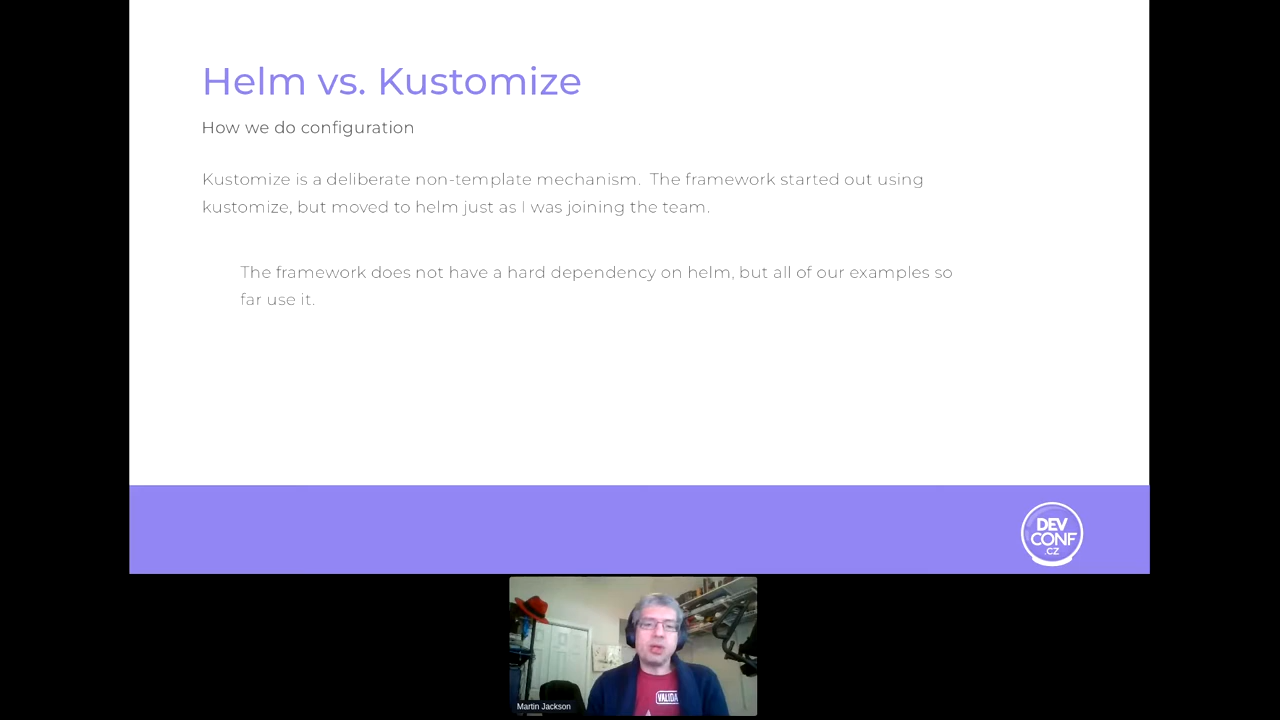 Helm vs. Kustomize
How we do configuration
Kustomize is a deliberate non-template mechanism.  The framework started out using
kustomize, but moved to helm just as I was joining the team.
The framework does not have a hard dependency on helm, but all of our examples so
far use it.
DEV
CONF
.CZ
Martin Jackson